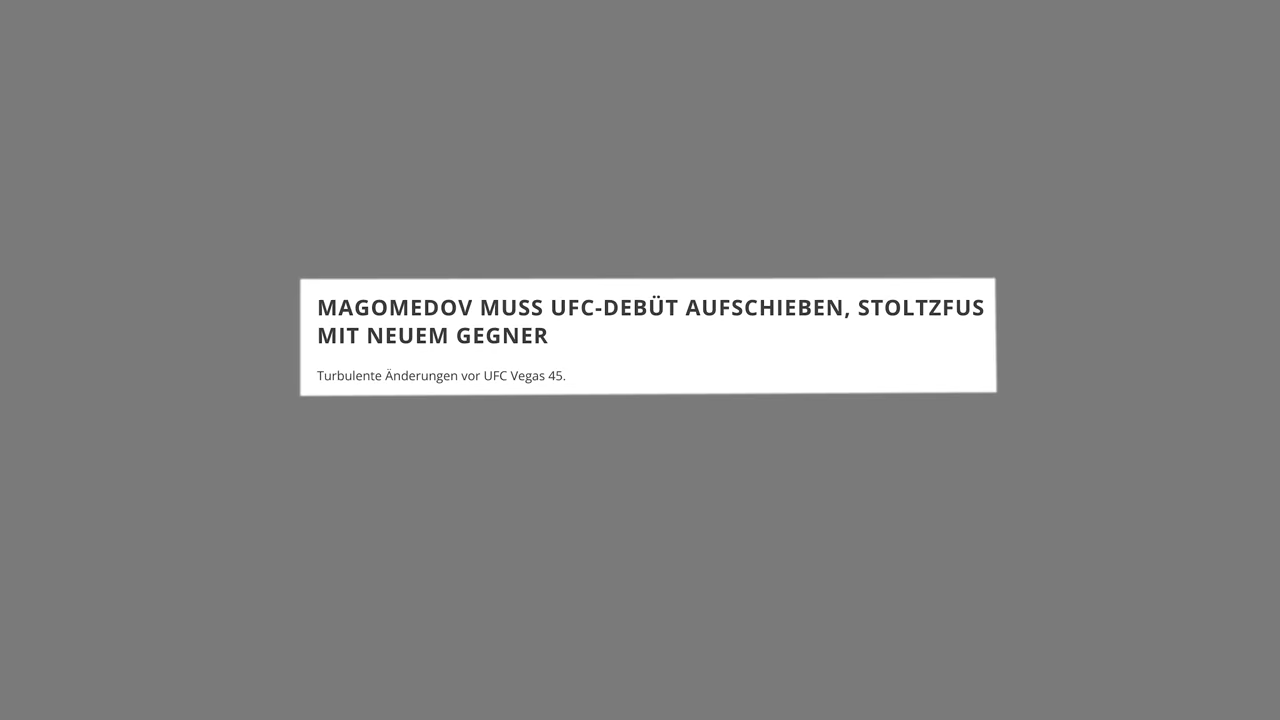 MAGOMEDOV MUSS UFC-DEBÜT AUFSCHIEBEN, STOLTZFUS
MIT NEUEM GEGNER
Turbulente Änderungen vor UFC Vegas 45.